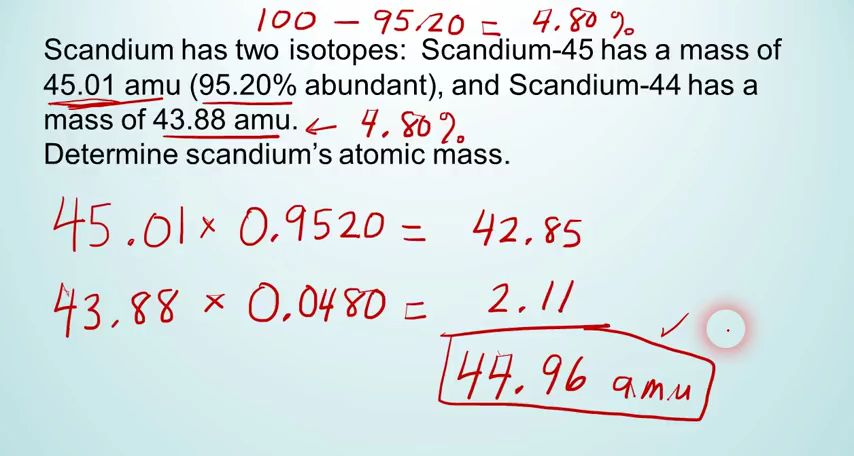 100 - 95.20 = 4.80%
Scandium has two isotopes: Scandium-45 has a mass of
45.01 amu (95.20% abundant), and Scandium-44 has a
mass of 43.88 amu. ← 4.80%
Determine scandium's atomic mass.
45.01 × 0.9520 = 42.85
43.88 × 0.0480 = 2.11
44.96 amu ✓